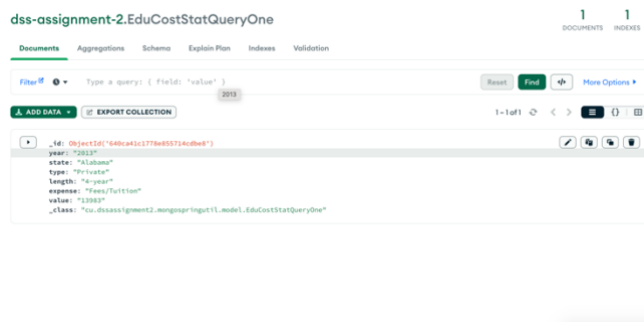 dss-assignment-2.EduCostStatQueryOne
1 DOCUMENTS
1 INDEXES
Documents Aggregations Schema Explain Plan Indexes Validation
Filter Type a query: { field: 'value' } Reset Find </> More Options
2013
ADD DATA EXPORT COLLECTION 1 – 1 of 1 {}
_id: ObjectId('640ca41c1778e855714cdbe8')
year: "2013"
state: "Alabama"
type: "Private"
length: "4-year"
expense: "Fees/Tuition"
value: "13983"
_class: "cu.dssassignment2.mongospringutil.model.EduCostStatQueryOne"